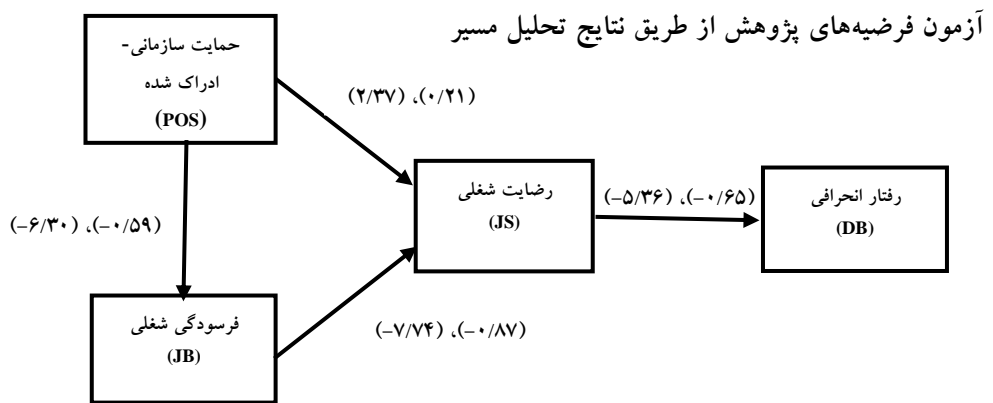 آزمون فرضیه‌های پژوهش از طریق نتایج تحلیل مسیر
حمایت سازمانی-
ادراک شده
(POS)
(۲/۳۷) ،(۰/۲۱)
رضایت شغلی
(JS)
(-۵/۳۶) ،(-۰/۶۵)
رفتار انحرافی
(DB)
(-۶/۳۰) ،(-۰/۵۹)
فرسودگی شغلی
(JB)
(-۷/۷۴) ،(-۰/۸۷)